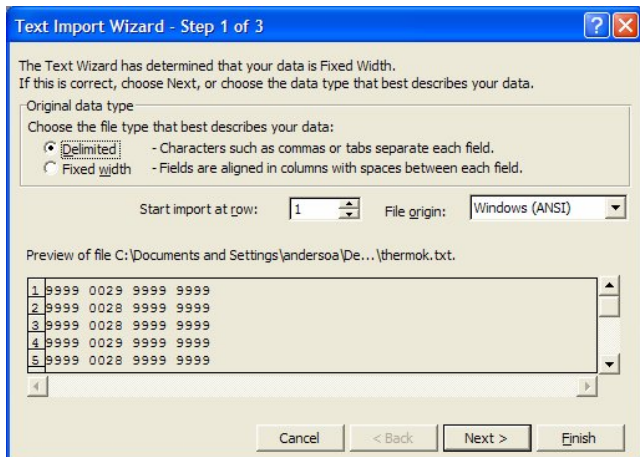 Text Import Wizard - Step 1 of 3
The Text Wizard has determined that your data is Fixed Width.
If this is correct, choose Next, or choose the data type that best describes your data.
Original data type
Choose the file type that best describes your data:
Delimited - Characters such as commas or tabs separate each field.
Fixed width - Fields are aligned in columns with spaces between each field.
Start import at row: 1 File origin: Windows (ANSI)
Preview of file C:\Documents and Settings\andersoa\De...\thermok.txt.
1 9999 0029 9999 9999
2 9999 0028 9999 9999
3 9999 0028 9999 9999
4 9999 0029 9999 9999
5 9999 0028 9999 9999
Cancel < Back Next > Finish